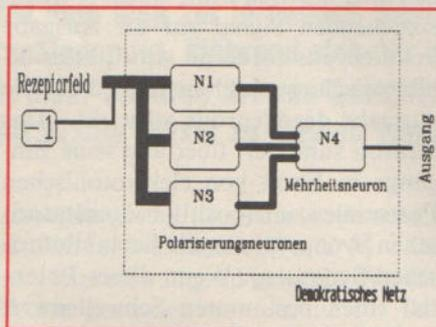 N1
Rezeptorfeld
-1
N2
N4
Mehrheitsneuron
Ausgang
N3
Polarisierungsneuronen
Demokratisches Netz